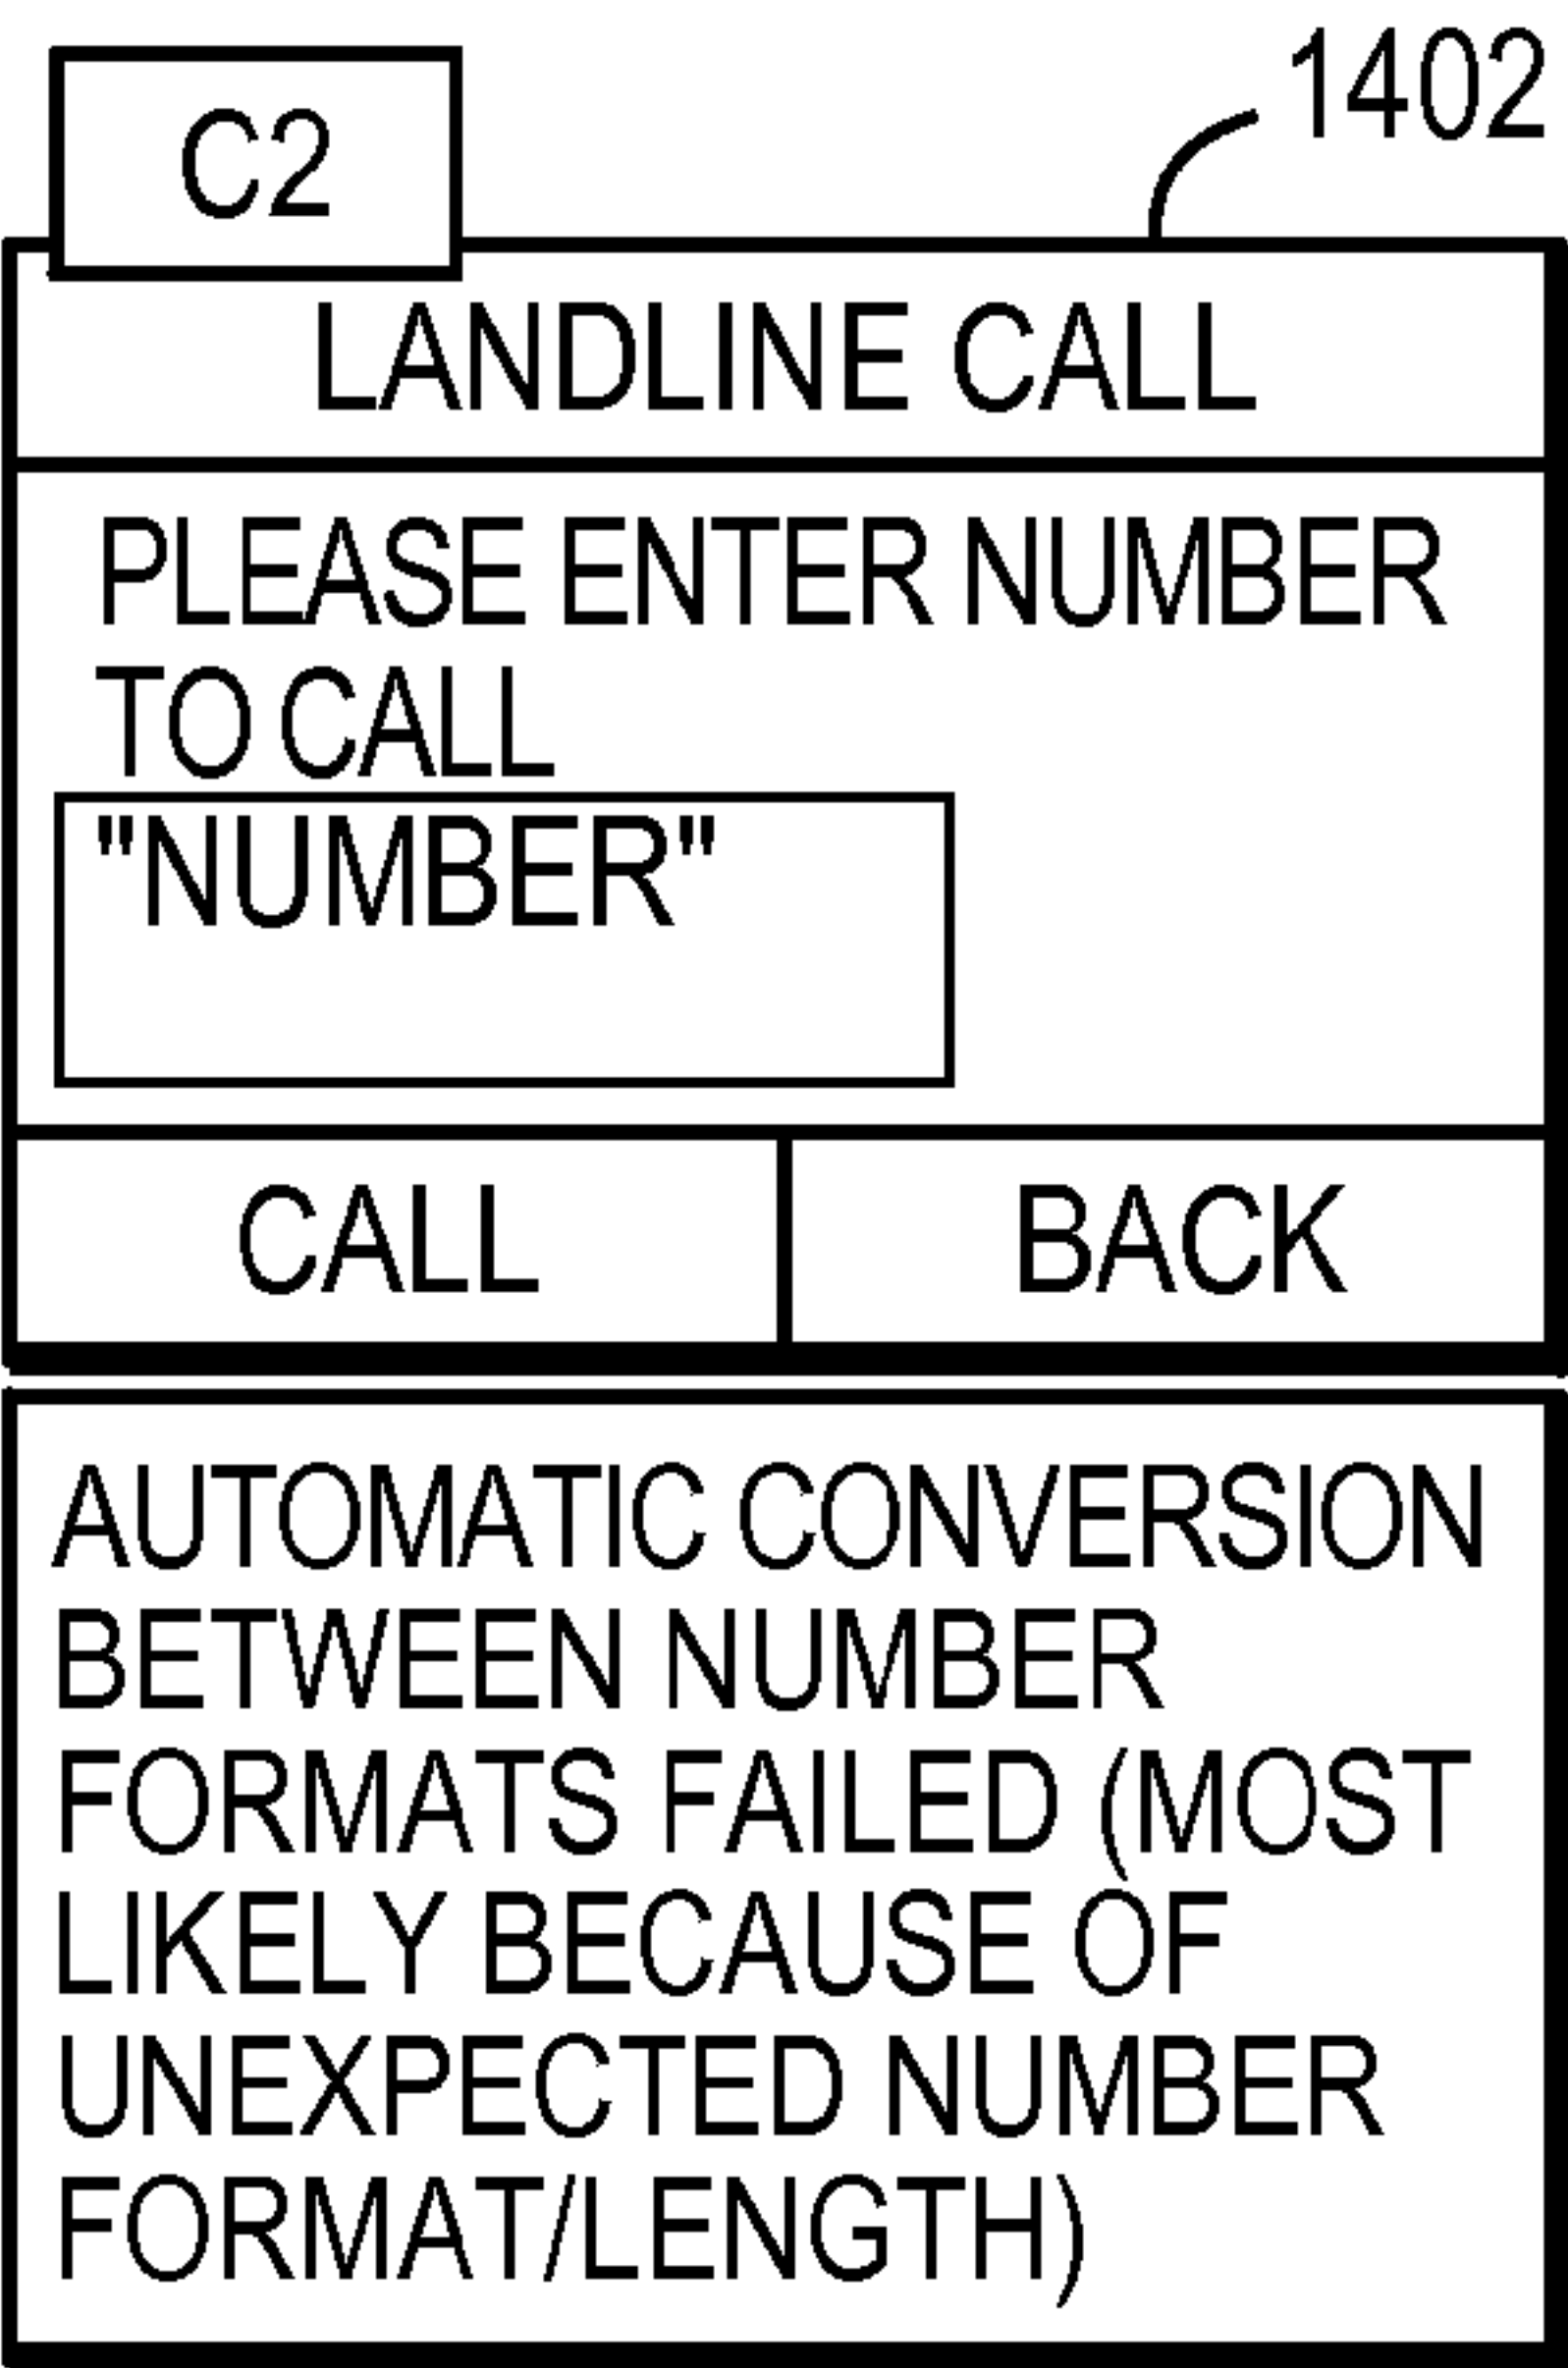 1402
C2
LANDLINE CALL
PLEASE ENTER NUMBER
TO CALL
"NUMBER"
CALL
BACK
AUTOMATIC CONVERSION
BETWEEN NUMBER
FORMATS FAILED (MOST
LIKELY BECAUSE OF
UNEXPECTED NUMBER
FORMAT/LENGTH)